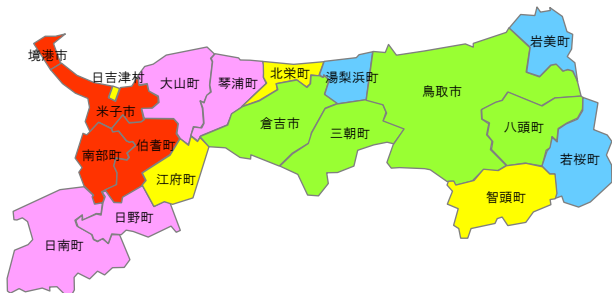 岩美町
境港市
日吉津村
大山町
琴浦町
北栄町
湯梨浜町
鳥取市
米子市
倉吉市
三朝町
八頭町
南部町
伯耆町
若桜町
江府町
智頭町
日野町
日南町